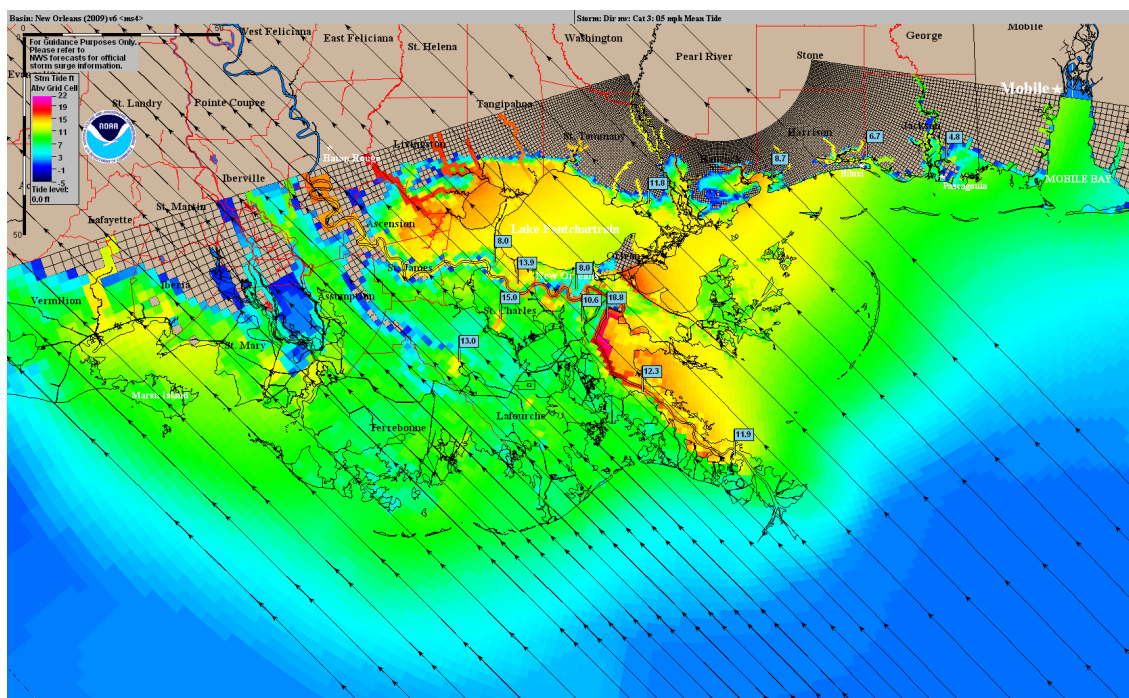 Basin: New Orleans (2009) v6 <ms4>
Storm: Dir nw: Cat 3: 05 mph Mean Tide
For Guidance Purposes Only.
Please refer to
NWS forecasts for official
storm surge information.
Stm Tide ft
Abv Grid Cell
22
19
15
11
7
3
-1
-5
Tide level:
0.0 ft
NOAA
50
West Feliciana
East Feliciana
St. Helena
Washington
Pearl River
Stone
George
Mobile
St. Landry
Pointe Coupee
Tangipahoa
Mobile
Livingston
St. Tammany
Harrison
6.7
Jackson
4.8
Baton Rouge
8.7
Biloxi
Pascagoula
MOBILE BAY
Iberville
11.8
Lafayette
St. Martin
Ascension
Lake Pontchartrain
8.0
St. James
13.9
New Orleans
8.0
Orleans
Vermilion
Iberia
Assumption
15.0
St. Charles
10.6
18.8
St. Mary
13.0
12.3
Marsh Island
Lafourche
Terrebonne
11.9